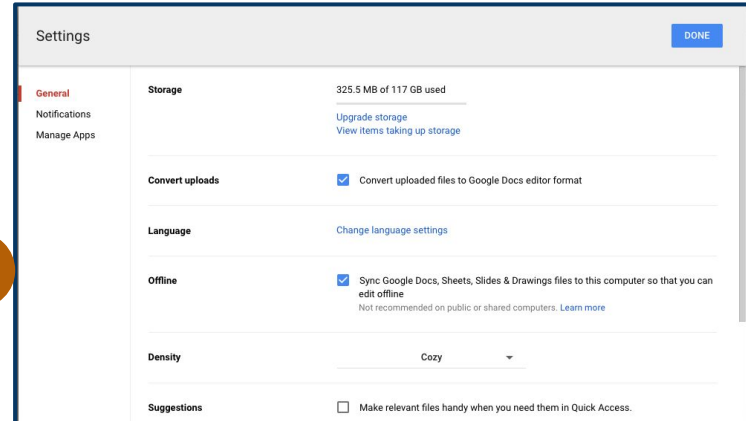 Settings
DONE
General
Notifications
Manage Apps
Storage
325.5 MB of 117 GB used
Upgrade storage
View items taking up storage
Convert uploads
Convert uploaded files to Google Docs editor format
Language
Change language settings
Offline
Sync Google Docs, Sheets, Slides & Drawings files to this computer so that you can
edit offline
Not recommended on public or shared computers. Learn more
Density
Cozy
Suggestions
Make relevant files handy when you need them in Quick Access.